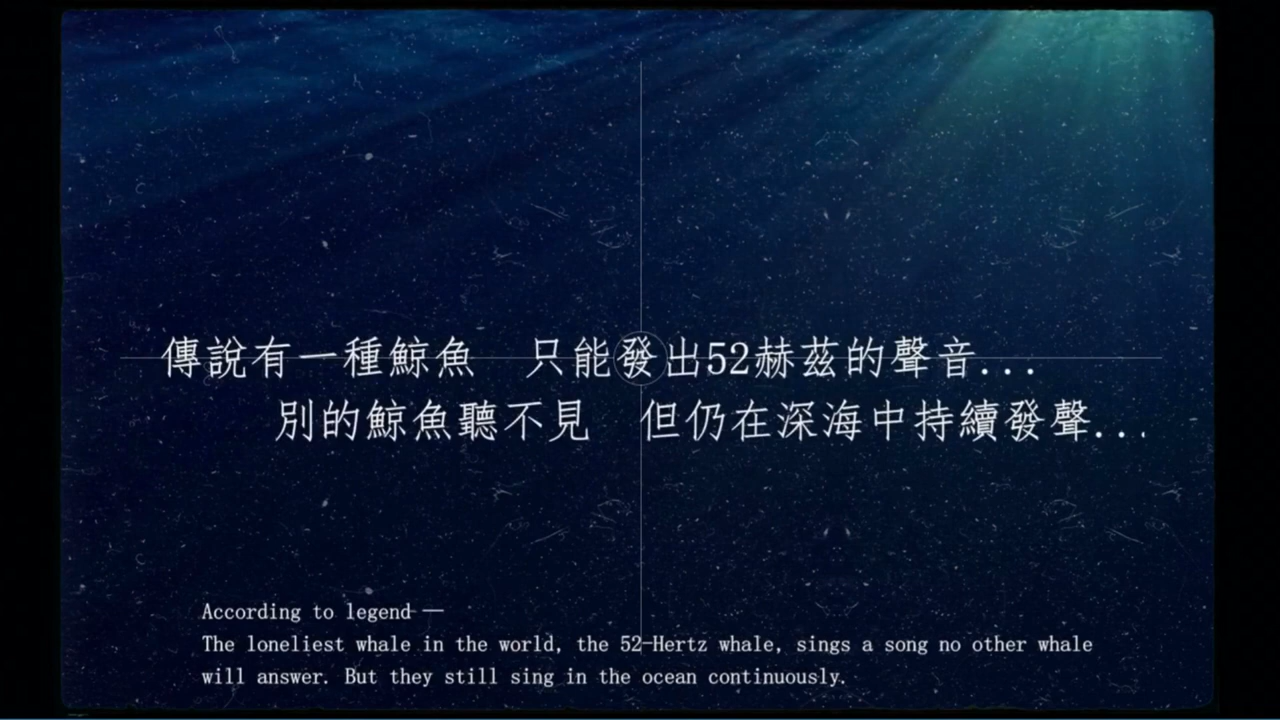 傳說有一種鯨魚　只能發出52赫茲的聲音...
別的鯨魚聽不見　但仍在深海中持續發聲...
According to legend —
The loneliest whale in the world, the 52-Hertz whale, sings a song no other whale
will answer. But they still sing in the ocean continuously.